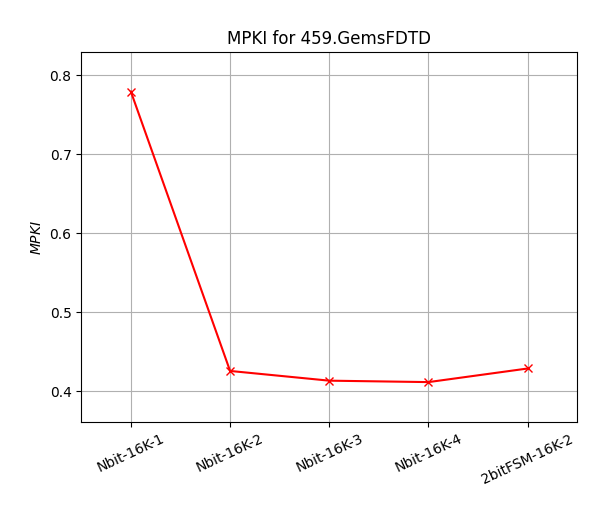 MPKI for 459.GemsFDTD
0.8
0.7
0.6
0.5
0.4
MPKI
Nbit-16K-1
Nbit-16K-2
Nbit-16K-3
Nbit-16K-4
2bitFSM-16K-2